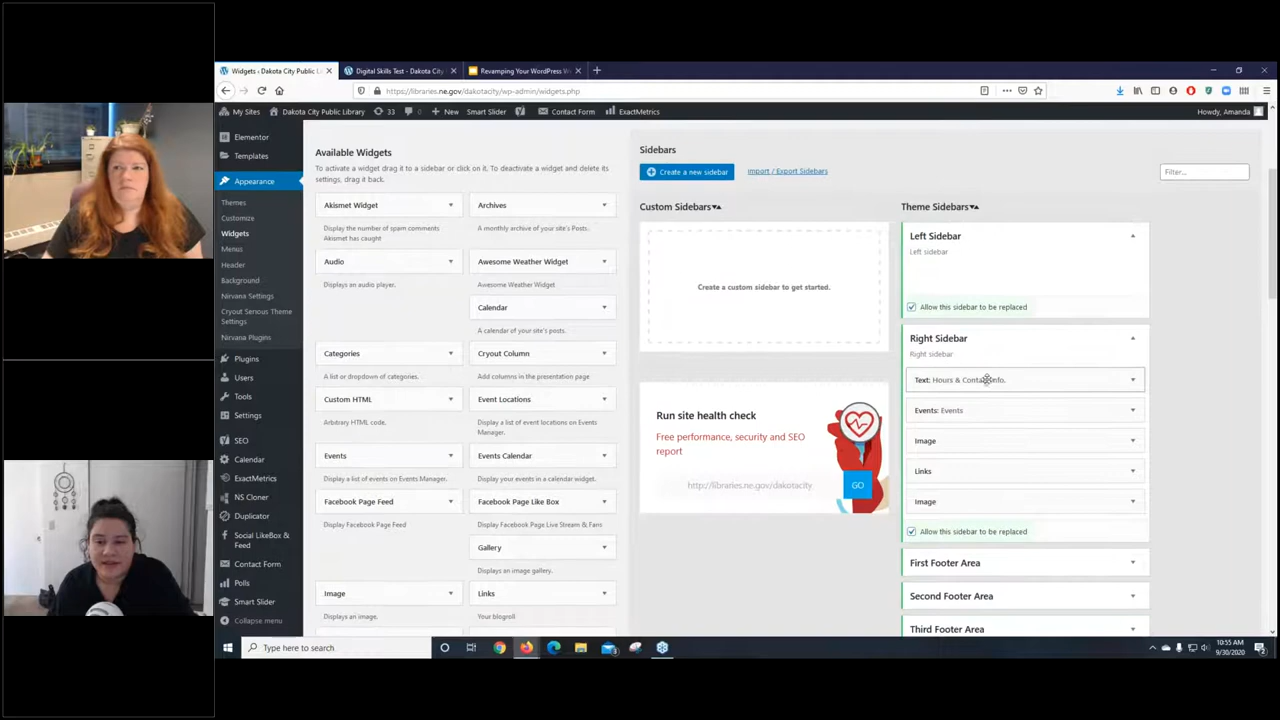 Widgets ‹ Dakota City Public Li
Digital Skills Test - Dakota City
Revamping Your WordPress W
https://libraries.ne.gov/dakotacity/wp-admin/widgets.php
My Sites
Dakota City Public Library
33
New
Smart Slider
Contact Form
ExactMetrics
Howdy, Amanda
Elementor
Templates
Appearance
Themes
Customize
Widgets
Menus
Header
Background
Nirvana Settings
Cryout Serious Theme
Settings
Nirvana Plugins
Plugins
Users
Tools
Settings
SEO
Calendar
ExactMetrics
NS Cloner
Duplicator
Social LikeBox &
Feed
Contact Form
Polls
Smart Slider
Collapse menu
Available Widgets
To activate a widget drag it to a sidebar or click on it. To deactivate a widget and delete its
settings, drag it back.
Akismet Widget
Display the number of spam comments
Akismet has caught
Archives
A monthly archive of your site's Posts.
Audio
Displays an audio player.
Awesome Weather Widget
Awesome Weather Widget
Calendar
A calendar of your site's posts.
Categories
A list or dropdown of categories.
Cryout Column
Add columns in the presentation page
Custom HTML
Arbitrary HTML code.
Event Locations
Display a list of event locations on Events
Manager.
Events
Display a list of events on Events Manager.
Events Calendar
Display your events in a calendar widget.
Facebook Page Feed
Display Facebook Page Feed
Facebook Page Like Box
Display Facebook Page Live Stream & Fans
Gallery
Displays an image gallery.
Image
Displays an image.
Links
Your blogroll
Sidebars
Create a new sidebar
Import / Export Sidebars
Filter...
Custom Sidebars
Create a custom sidebar to get started.
Run site health check
Free performance, security and SEO
report
http://libraries.ne.gov/dakotacity
GO
Theme Sidebars
Left Sidebar
Left sidebar
Allow this sidebar to be replaced
Right Sidebar
Right sidebar
Text: Hours & Contact Info.
Events: Events
Image
Links
Image
Allow this sidebar to be replaced
First Footer Area
Second Footer Area
Third Footer Area
Type here to search
10:55 AM
9/30/2020